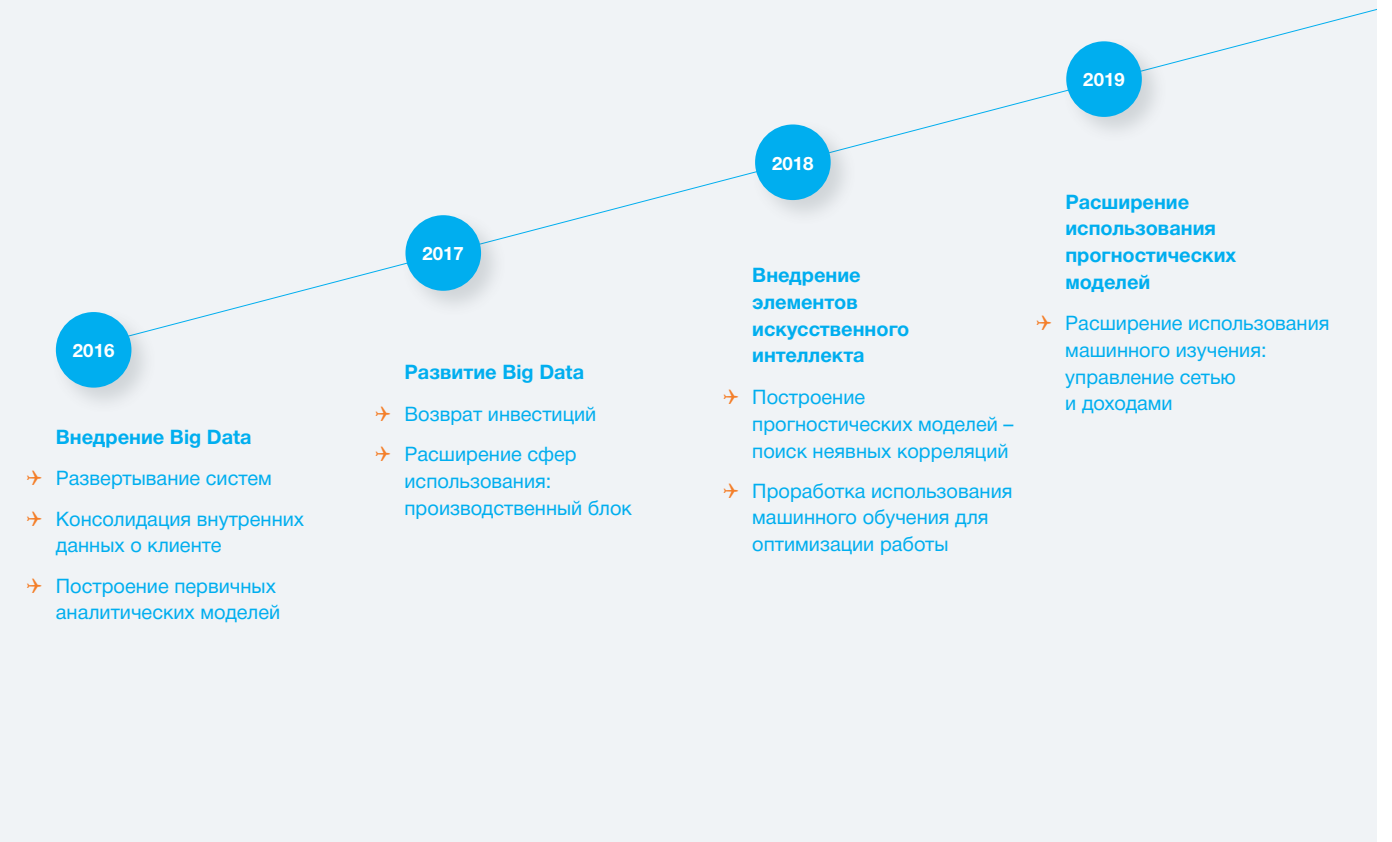 2016
Внедрение Big Data
Развертывание систем
Консолидация внутренних
данных о клиенте
Построение первичных
аналитических моделей
2017
Развитие Big Data
Возврат инвестиций
Расширение сфер
использования:
производственный блок
2018
Внедрение
элементов
искусственного
интеллекта
Построение
прогностических моделей –
поиск неявных корреляций
Проработка использования
машинного обучения для
оптимизации работы
2019
Расширение
использования
прогностических
моделей
Расширение использования
машинного изучения:
управление сетью
и доходами